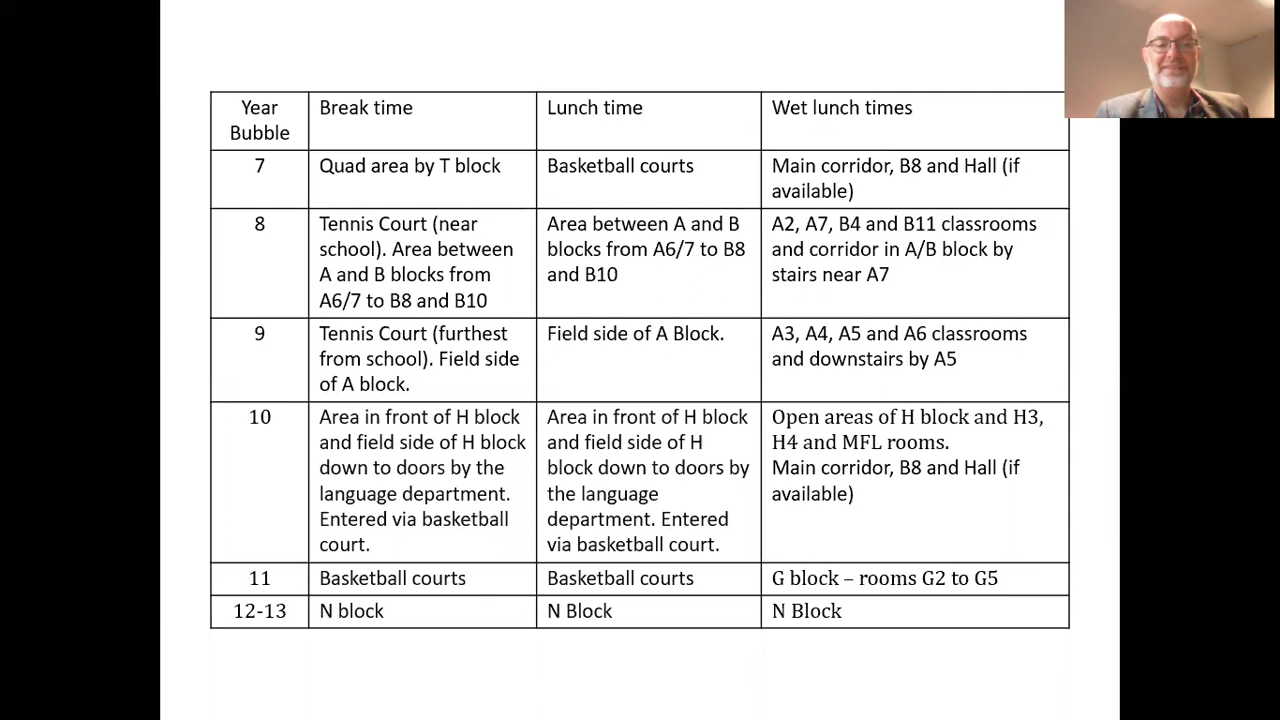 Year Bubble
Break time
Lunch time
Wet lunch times
7
Quad area by T block
Basketball courts
Main corridor, B8 and Hall (if
available)
8
Tennis Court (near
school). Area between
A and B blocks from
A6/7 to B8 and B10
Area between A and B
blocks from A6/7 to B8
and B10
A2, A7, B4 and B11 classrooms
and corridor in A/B block by
stairs near A7
9
Tennis Court (furthest
from school). Field side
of A block.
Field side of A Block.
A3, A4, A5 and A6 classrooms
and downstairs by A5
10
Area in front of H block
and field side of H block
down to doors by the
language department.
Entered via basketball
court.
Area in front of H block
and field side of H
block down to doors by
the language
department. Entered
via basketball court.
Open areas of H block and H3,
H4 and MFL rooms.
Main corridor, B8 and Hall (if
available)
11
Basketball courts
Basketball courts
G block – rooms G2 to G5
12-13
N block
N Block
N Block